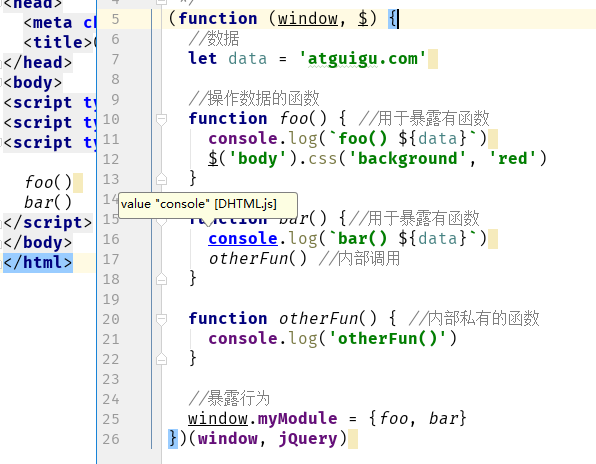 </head>
<meta ch
<title>
</head>
<body>
<script ty
<script ty
<script ty
foo()
bar()
</script>
</body>
</html>
*/
5 (function (window, $) {
6 //数据
7 let data = 'atguigu.com'
8
9 //操作数据的函数
10 function foo() { //用于暴露有函数
11 console.log(`foo() ${data}`)
12 $('body').css('background', 'red')
13 }
value "console" [DHTML.js]
15 function bar() {//用于暴露有函数
16 console.log(`bar() ${data}`)
17 otherFun() //内部调用
18 }
19
20 function otherFun() { //内部私有的函数
21 console.log('otherFun()')
22 }
23
24 //暴露行为
25 window.myModule = {foo, bar}
26 })(window, jQuery)